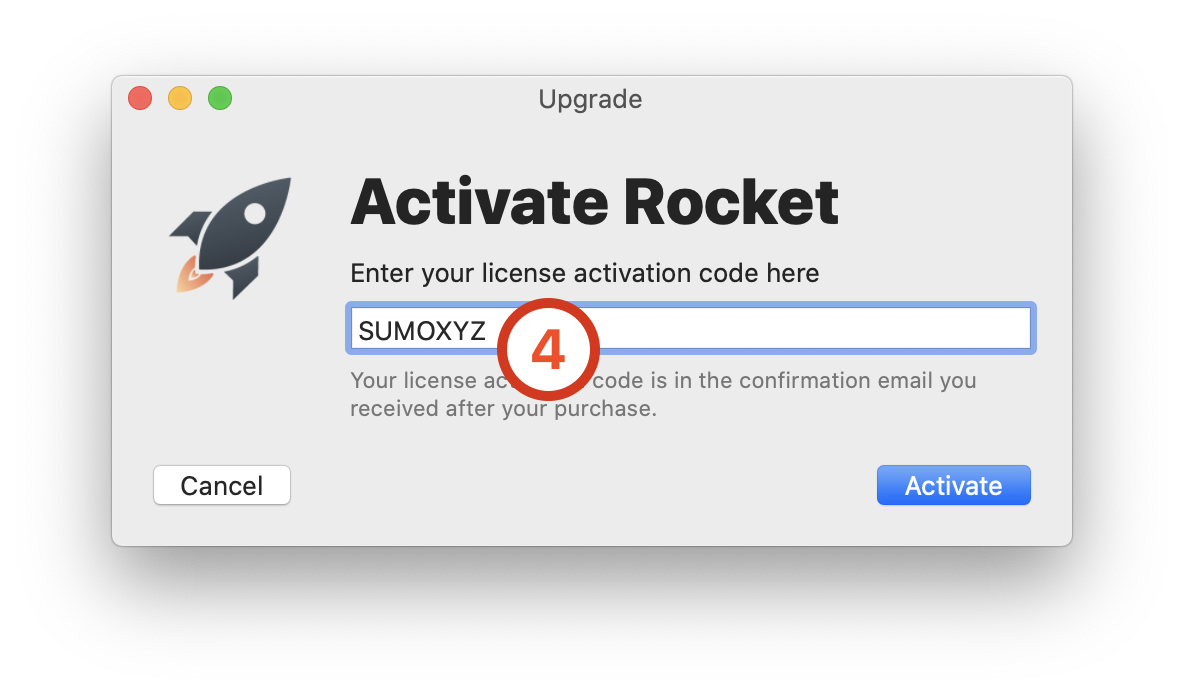 Upgrade
Activate Rocket
Enter your license activation code here
SUMOXYZ
4
Your license code is in the confirmation email you
received after your purchase.
Cancel
Activate